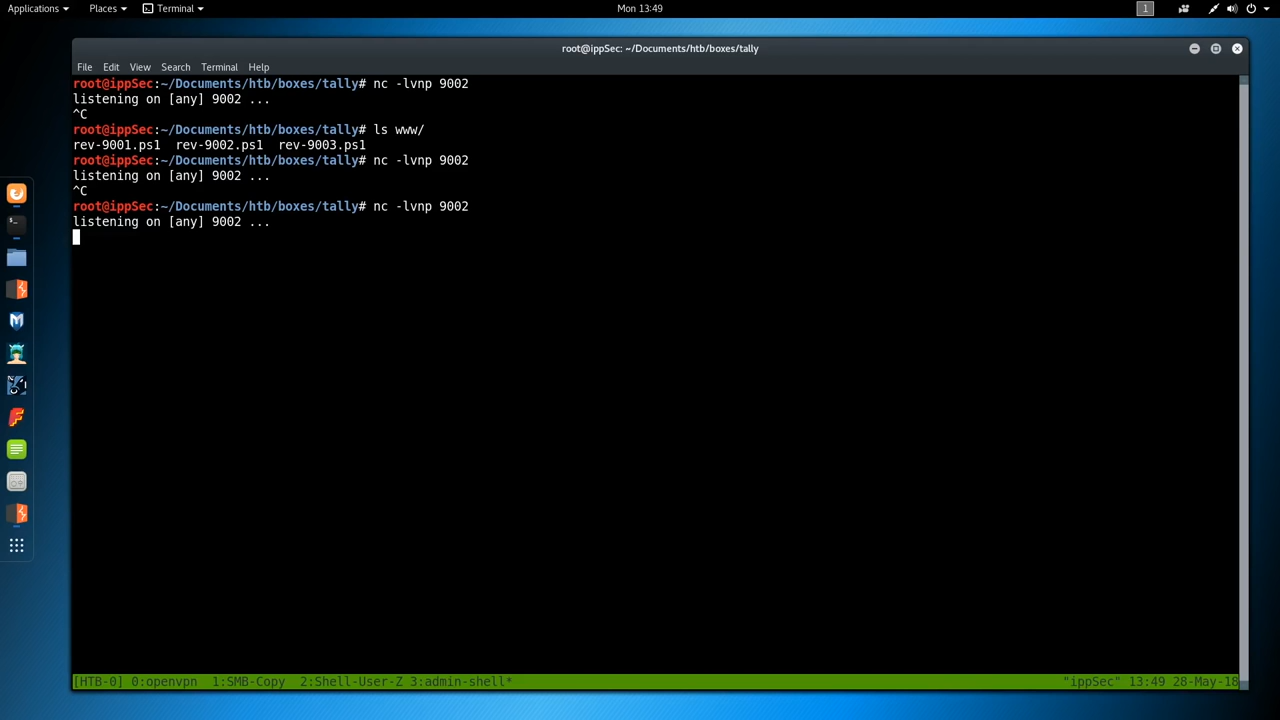 Applications Places Terminal Mon 13:49 1
root@ippSec: ~/Documents/htb/boxes/tally
File Edit View Search Terminal Help
root@ippSec:~/Documents/htb/boxes/tally# nc -lvnp 9002
listening on [any] 9002 ...
^C
root@ippSec:~/Documents/htb/boxes/tally# ls www/
rev-9001.ps1 rev-9002.ps1 rev-9003.ps1
root@ippSec:~/Documents/htb/boxes/tally# nc -lvnp 9002
listening on [any] 9002 ...
^C
root@ippSec:~/Documents/htb/boxes/tally# nc -lvnp 9002
listening on [any] 9002 ...
[HTB-0] 0:openvpn 1:SMB-Copy 2:Shell-User-Z 3:admin-shell* "ippSec" 13:49 28-May-18